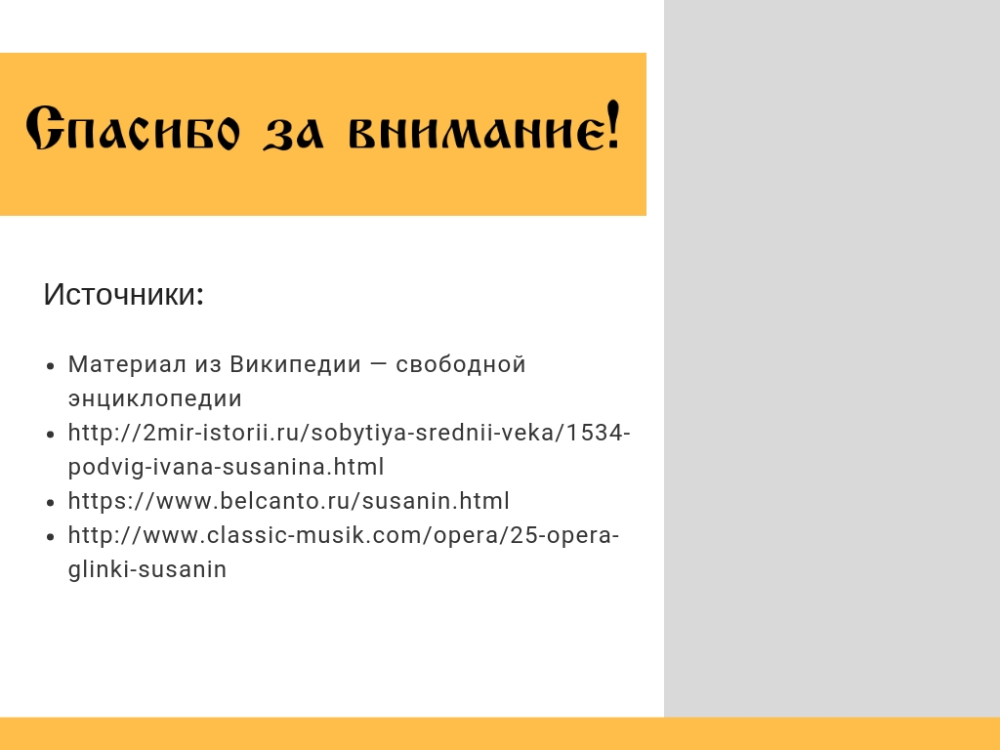 Спасибо за внимание!
Источники:
• Материал из Википедии — свободной
энциклопедии
• http://2mir-istorii.ru/sobytiya-srednii-veka/1534-
podvig-ivana-susanina.html
• https://www.belcanto.ru/susanin.html
• http://www.classic-musik.com/opera/25-opera-
glinki-susanin